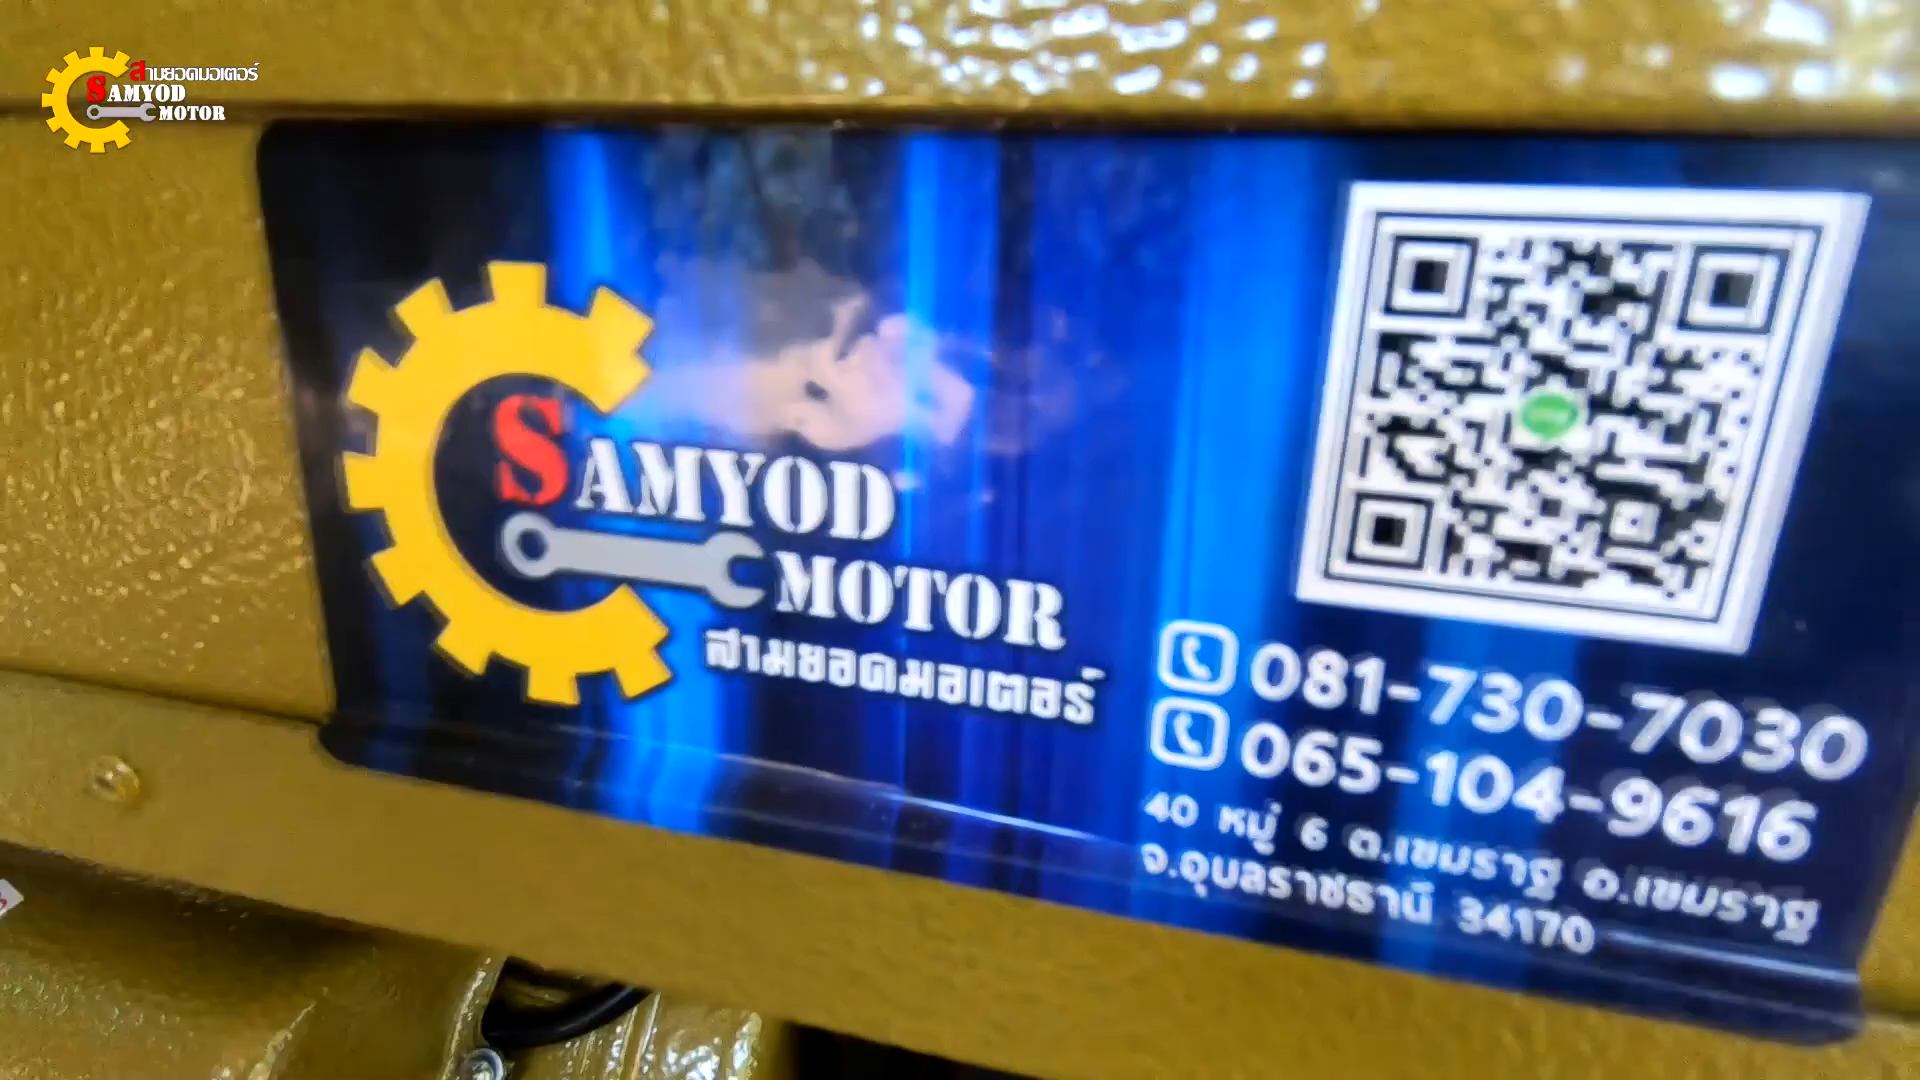 สามยอดมอเตอร์
SAMYOD
MOTOR
SAMYOD
MOTOR
สามยอดมอเตอร์
081-730-7030
065-104-9616
40 หมู่ 6 ต.เขมราฐ อ.เขมราฐ
จ.อุบลราชธานี 34170